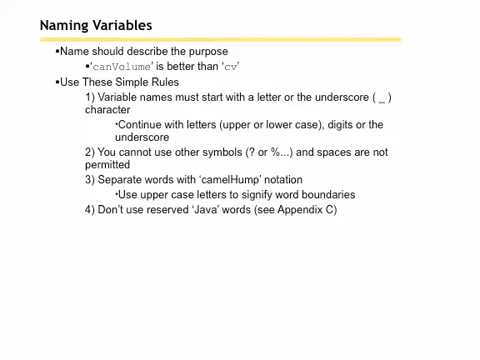 Naming Variables
▪Name should describe the purpose
▪‘canVolume’ is better than ‘cv’
▪Use These Simple Rules
1) Variable names must start with a letter or the underscore ( _ )
character
•Continue with letters (upper or lower case), digits or the
underscore
2) You cannot use other symbols (? or %...) and spaces are not
permitted
3) Separate words with ‘camelHump’ notation
•Use upper case letters to signify word boundaries
4) Don’t use reserved ‘Java’ words (see Appendix C)